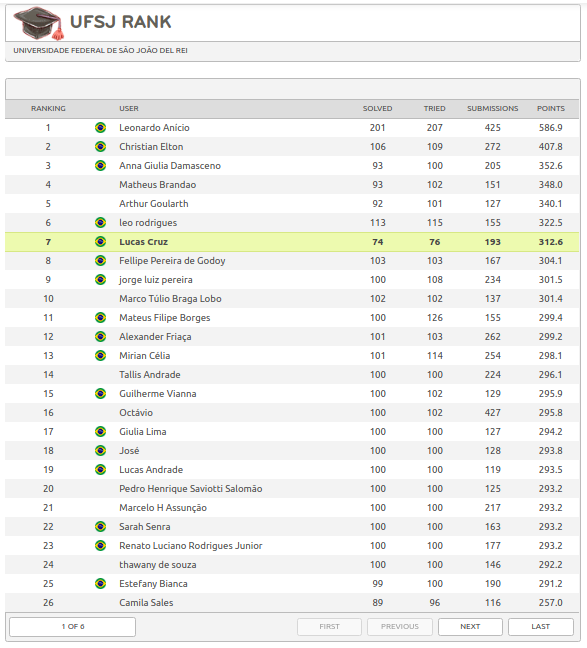 UFSJ RANK
UNIVERSIDADE FEDERAL DE SÃO JOÃO DEL REI
RANKING USER SOLVED TRIED SUBMISSIONS POINTS
1 Leonardo Anício 201 207 425 586.9
2 Christian Elton 106 109 272 407.8
3 Anna Giulia Damasceno 93 100 205 352.6
4 Matheus Brandao 93 102 151 348.0
5 Arthur Goularth 92 101 127 340.1
6 leo rodrigues 113 115 155 322.5
7 Lucas Cruz 74 76 193 312.6
8 Fellipe Pereira de Godoy 103 103 167 304.1
9 jorge luiz pereira 100 108 234 301.5
10 Marco Túlio Braga Lobo 102 102 137 301.4
11 Mateus Filipe Borges 100 126 155 299.4
12 Alexander Friaça 101 103 262 299.2
13 Mirian Célia 101 114 254 298.1
14 Tallis Andrade 100 100 224 296.1
15 Guilherme Vianna 100 102 129 295.9
16 Octávio 100 102 427 295.8
17 Giulia Lima 100 100 127 294.2
18 José 100 100 128 293.8
19 Lucas Andrade 100 100 119 293.5
20 Pedro Henrique Saviotti Salomão 100 100 125 293.2
21 Marcelo H Assunção 100 100 217 293.2
22 Sarah Senra 100 100 163 293.2
23 Renato Luciano Rodrigues Junior 100 100 177 293.2
24 thawany de souza 100 100 146 292.2
25 Estefany Bianca 99 100 190 291.2
26 Camila Sales 89 96 116 257.0
1 OF 6 FIRST PREVIOUS NEXT LAST